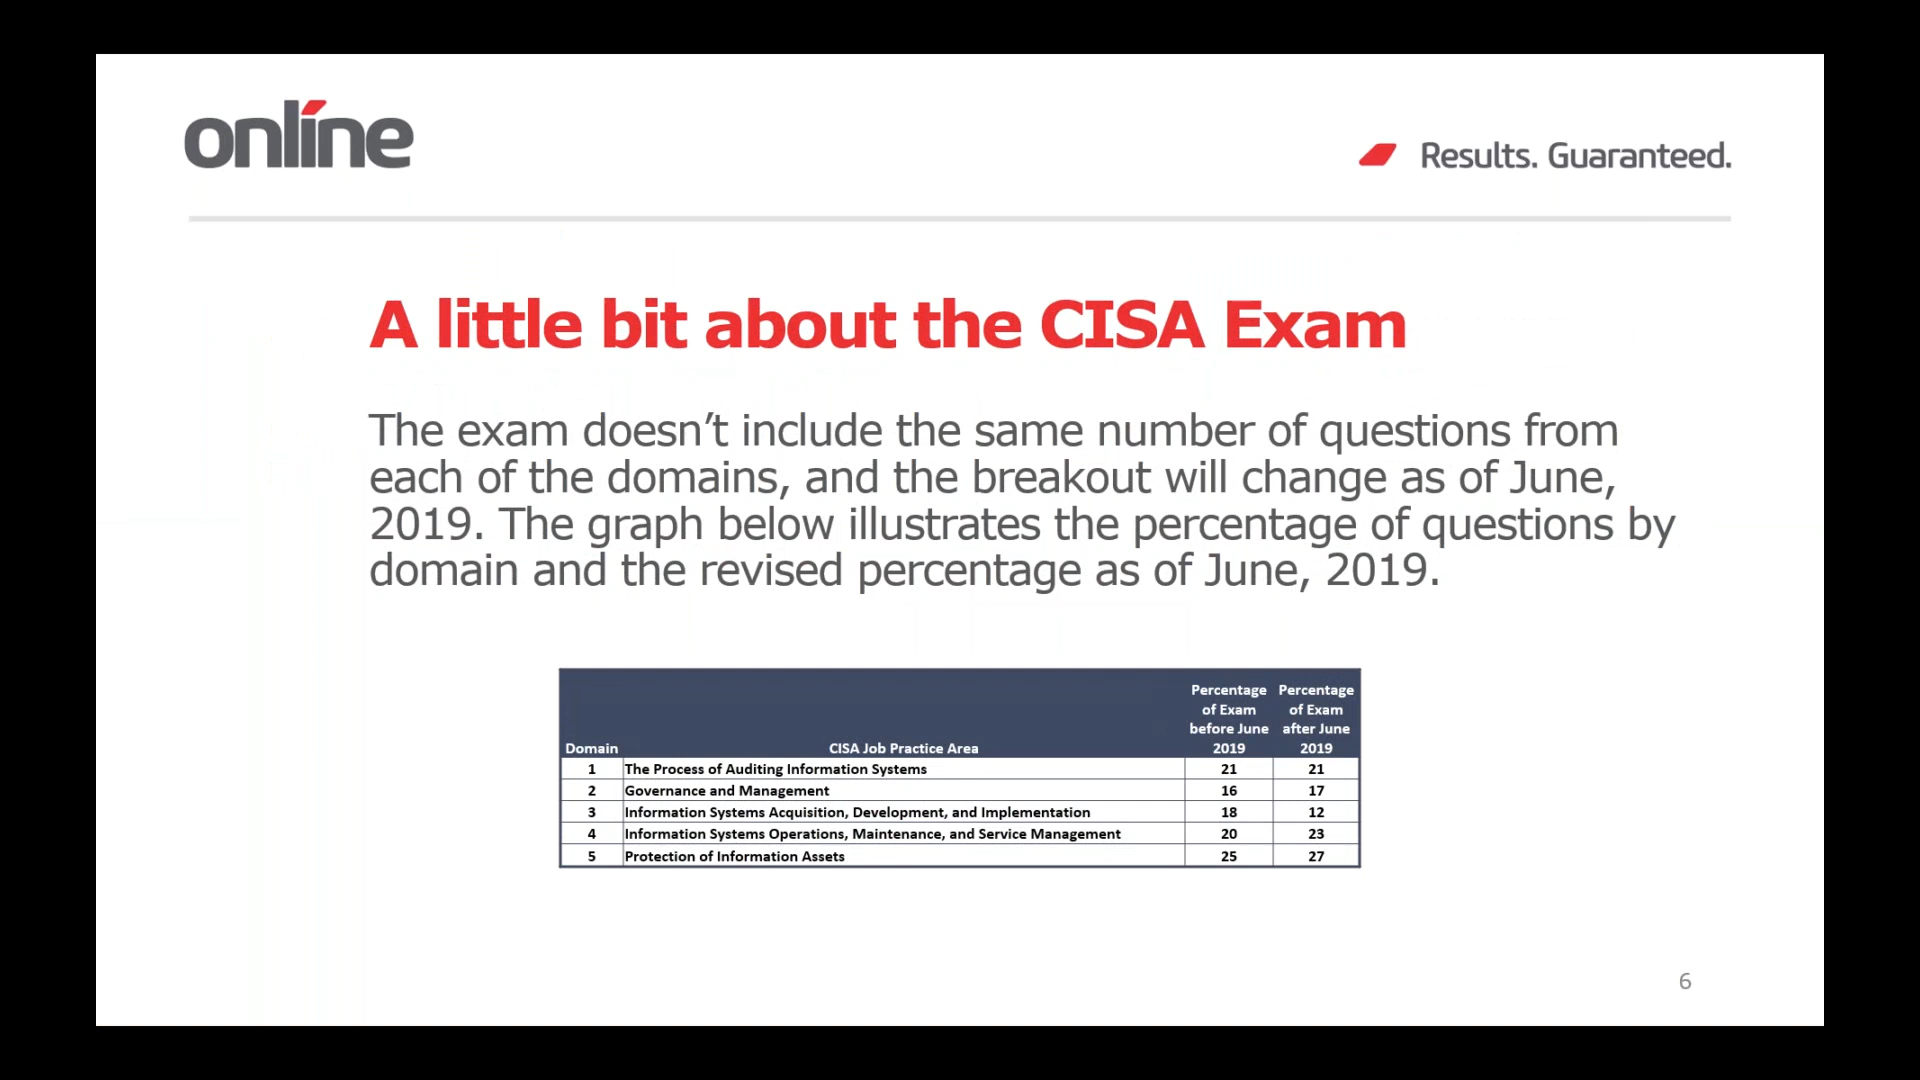 online
Results. Guaranteed.
A little bit about the CISA Exam
The exam doesn’t include the same number of questions from
each of the domains, and the breakout will change as of June,
2019. The graph below illustrates the percentage of questions by
domain and the revised percentage as of June, 2019.
Domain CISA Job Practice Area Percentage of Exam before June 2019 Percentage of Exam after June 2019
1 The Process of Auditing Information Systems 21 21
2 Governance and Management 16 17
3 Information Systems Acquisition, Development, and Implementation 18 12
4 Information Systems Operations, Maintenance, and Service Management 20 23
5 Protection of Information Assets 25 27
6